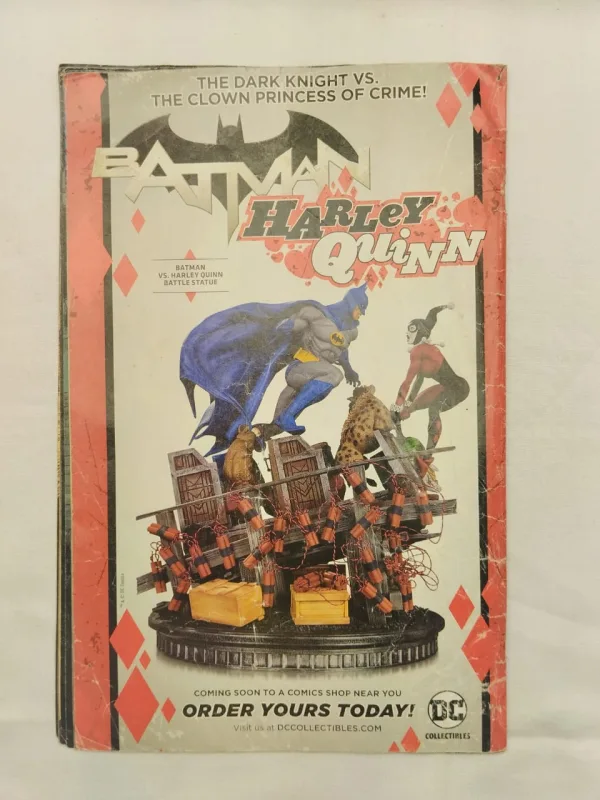 THE DARK KNIGHT VS.
THE CLOWN PRINCESS OF CRIME!
BATMAN
HARLEY
QUINN
BATMAN
VS. HARLEY QUINN
BATTLE STATUE
COMING SOON TO A COMICS SHOP NEAR YOU
ORDER YOURS TODAY!
Visit us at DCCOLLECTIBLES.COM
DC
COLLECTIBLES